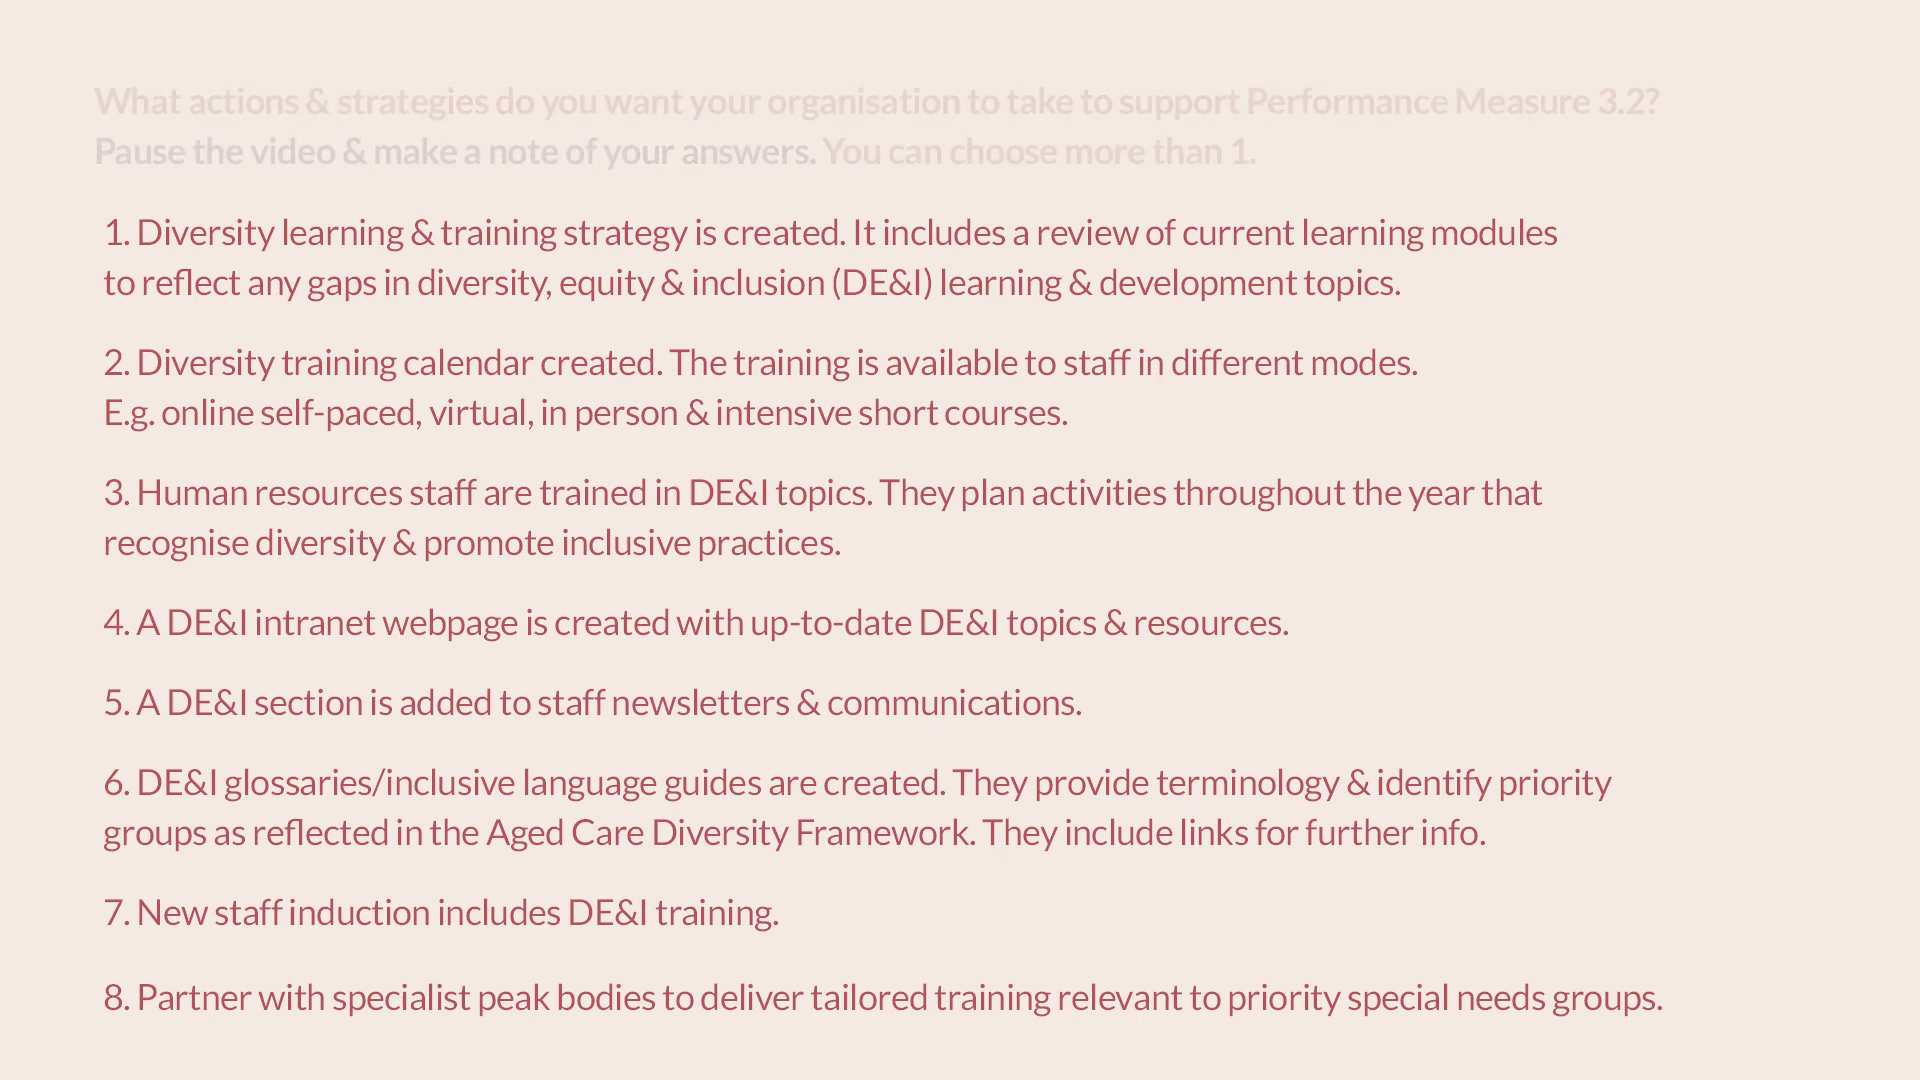 What actions & strategies do you want your organisation to take to support Performance Measure 3.2?
Pause the video & make a note of your answers. You can choose more than 1.
1. Diversity learning & training strategy is created. It includes a review of current learning modules
to reflect any gaps in diversity, equity & inclusion (DE&I) learning & development topics.
2. Diversity training calendar created. The training is available to staff in different modes.
E.g. online self-paced, virtual, in person & intensive short courses.
3. Human resources staff are trained in DE&I topics. They plan activities throughout the year that
recognise diversity & promote inclusive practices.
4. A DE&I intranet webpage is created with up-to-date DE&I topics & resources.
5. A DE&I section is added to staff newsletters & communications.
6. DE&I glossaries/inclusive language guides are created. They provide terminology & identify priority
groups as reflected in the Aged Care Diversity Framework. They include links for further info.
7. New staff induction includes DE&I training.
8. Partner with specialist peak bodies to deliver tailored training relevant to priority special needs groups.